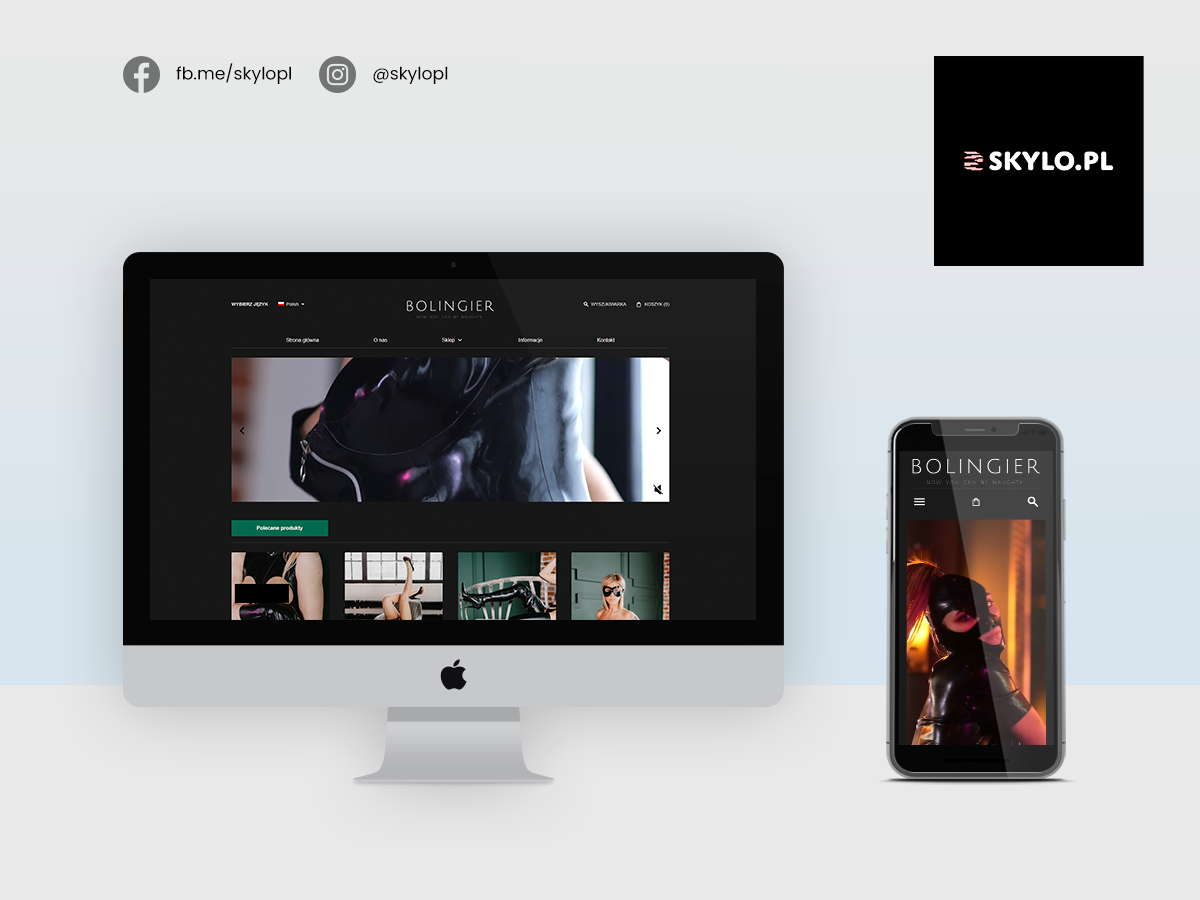 fb.me/skylopl
@skylopl
SKYLO.PL
WYBIERZ JĘZYK
Polish
BOLINGIER
NOW YOU CAN BE NAUGHTY
WYSZUKIWARKA
KOSZYK (0)
Strona główna
O nas
Sklep
Informacje
Kontakt
Polecane produkty
BOLINGIER
NOW YOU CAN BE NAUGHTY